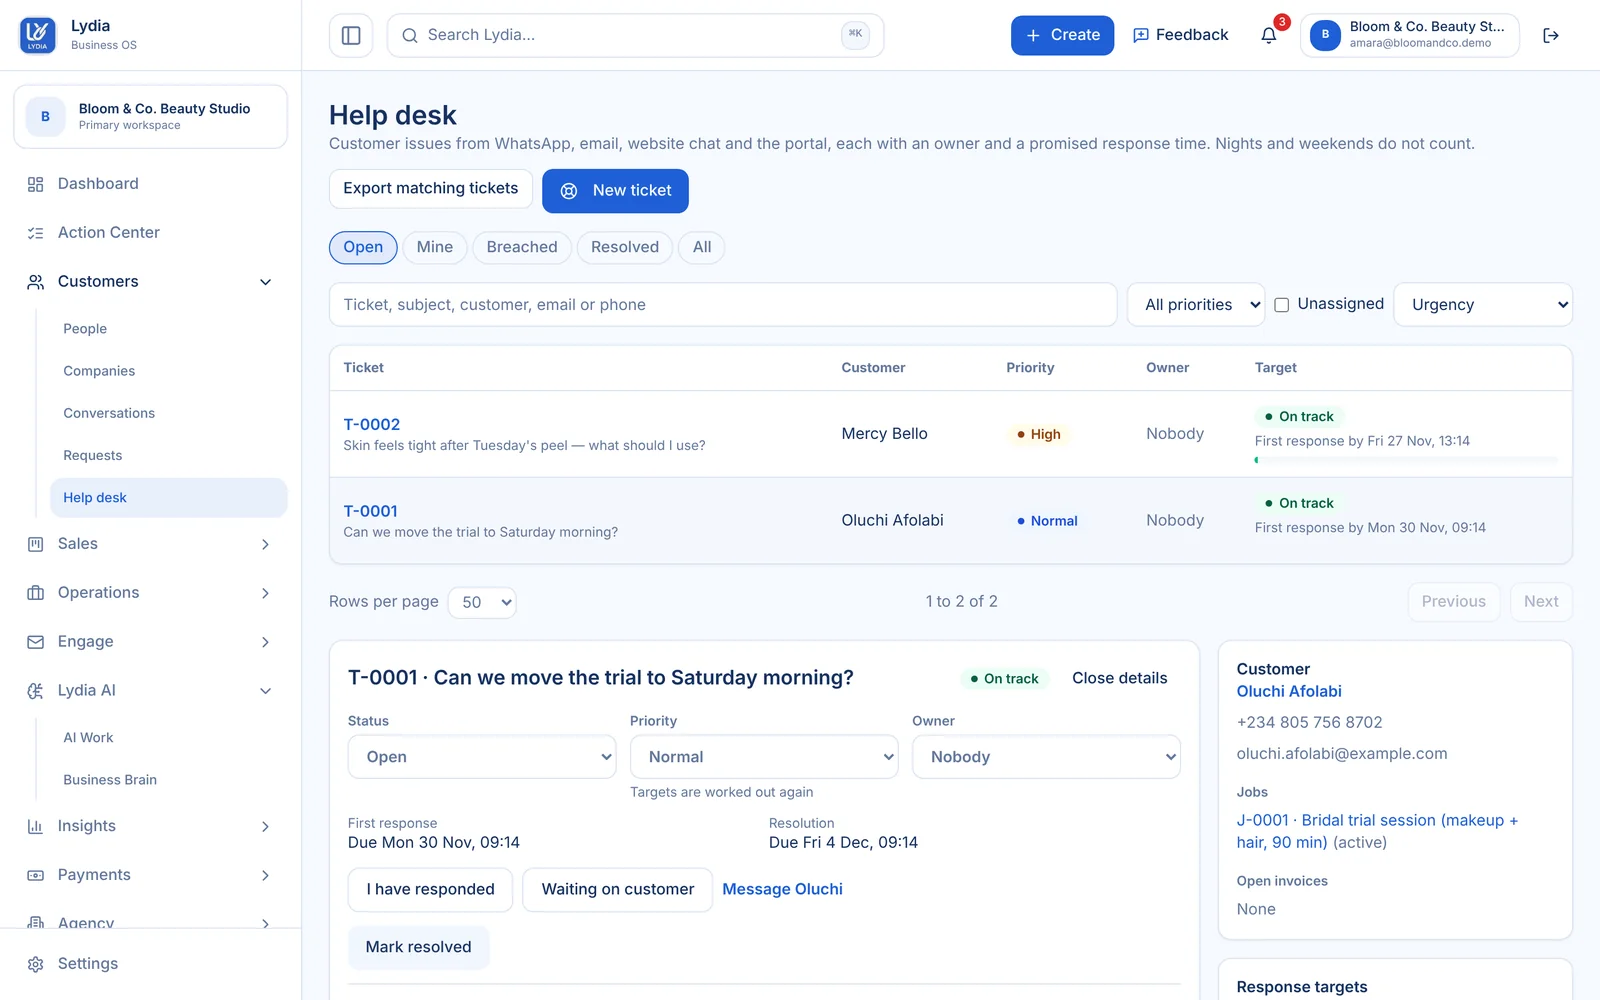 LYDIA
Lydia
Business OS
Search Lydia...
⌘K
Create
Feedback
3
B
Bloom & Co. Beauty St...
amara@bloomandco.demo
B
Bloom & Co. Beauty Studio
Primary workspace
Dashboard
Action Center
Customers
People
Companies
Conversations
Requests
Help desk
Sales
Operations
Engage
Lydia AI
AI Work
Business Brain
Insights
Payments
Agency
Settings
Help desk
Customer issues from WhatsApp, email, website chat and the portal, each with an owner and a promised response time. Nights and weekends do not count.
Export matching tickets
New ticket
Open
Mine
Breached
Resolved
All
Ticket, subject, customer, email or phone
All priorities
Unassigned
Urgency
Ticket
Customer
Priority
Owner
Target
T-0002
Skin feels tight after Tuesday's peel — what should I use?
Mercy Bello
High
Nobody
On track
First response by Fri 27 Nov, 13:14
T-0001
Can we move the trial to Saturday morning?
Oluchi Afolabi
Normal
Nobody
On track
First response by Mon 30 Nov, 09:14
Rows per page
50
1 to 2 of 2
Previous
Next
T-0001 · Can we move the trial to Saturday morning?
On track
Close details
Status
Open
Priority
Normal
Targets are worked out again
Owner
Nobody
First response
Due Mon 30 Nov, 09:14
Resolution
Due Fri 4 Dec, 09:14
I have responded
Waiting on customer
Message Oluchi
Mark resolved
Customer
Oluchi Afolabi
+234 805 756 8702
oluchi.afolabi@example.com
Jobs
J-0001 · Bridal trial session (makeup +
hair, 90 min) (active)
Open invoices
None
Response targets